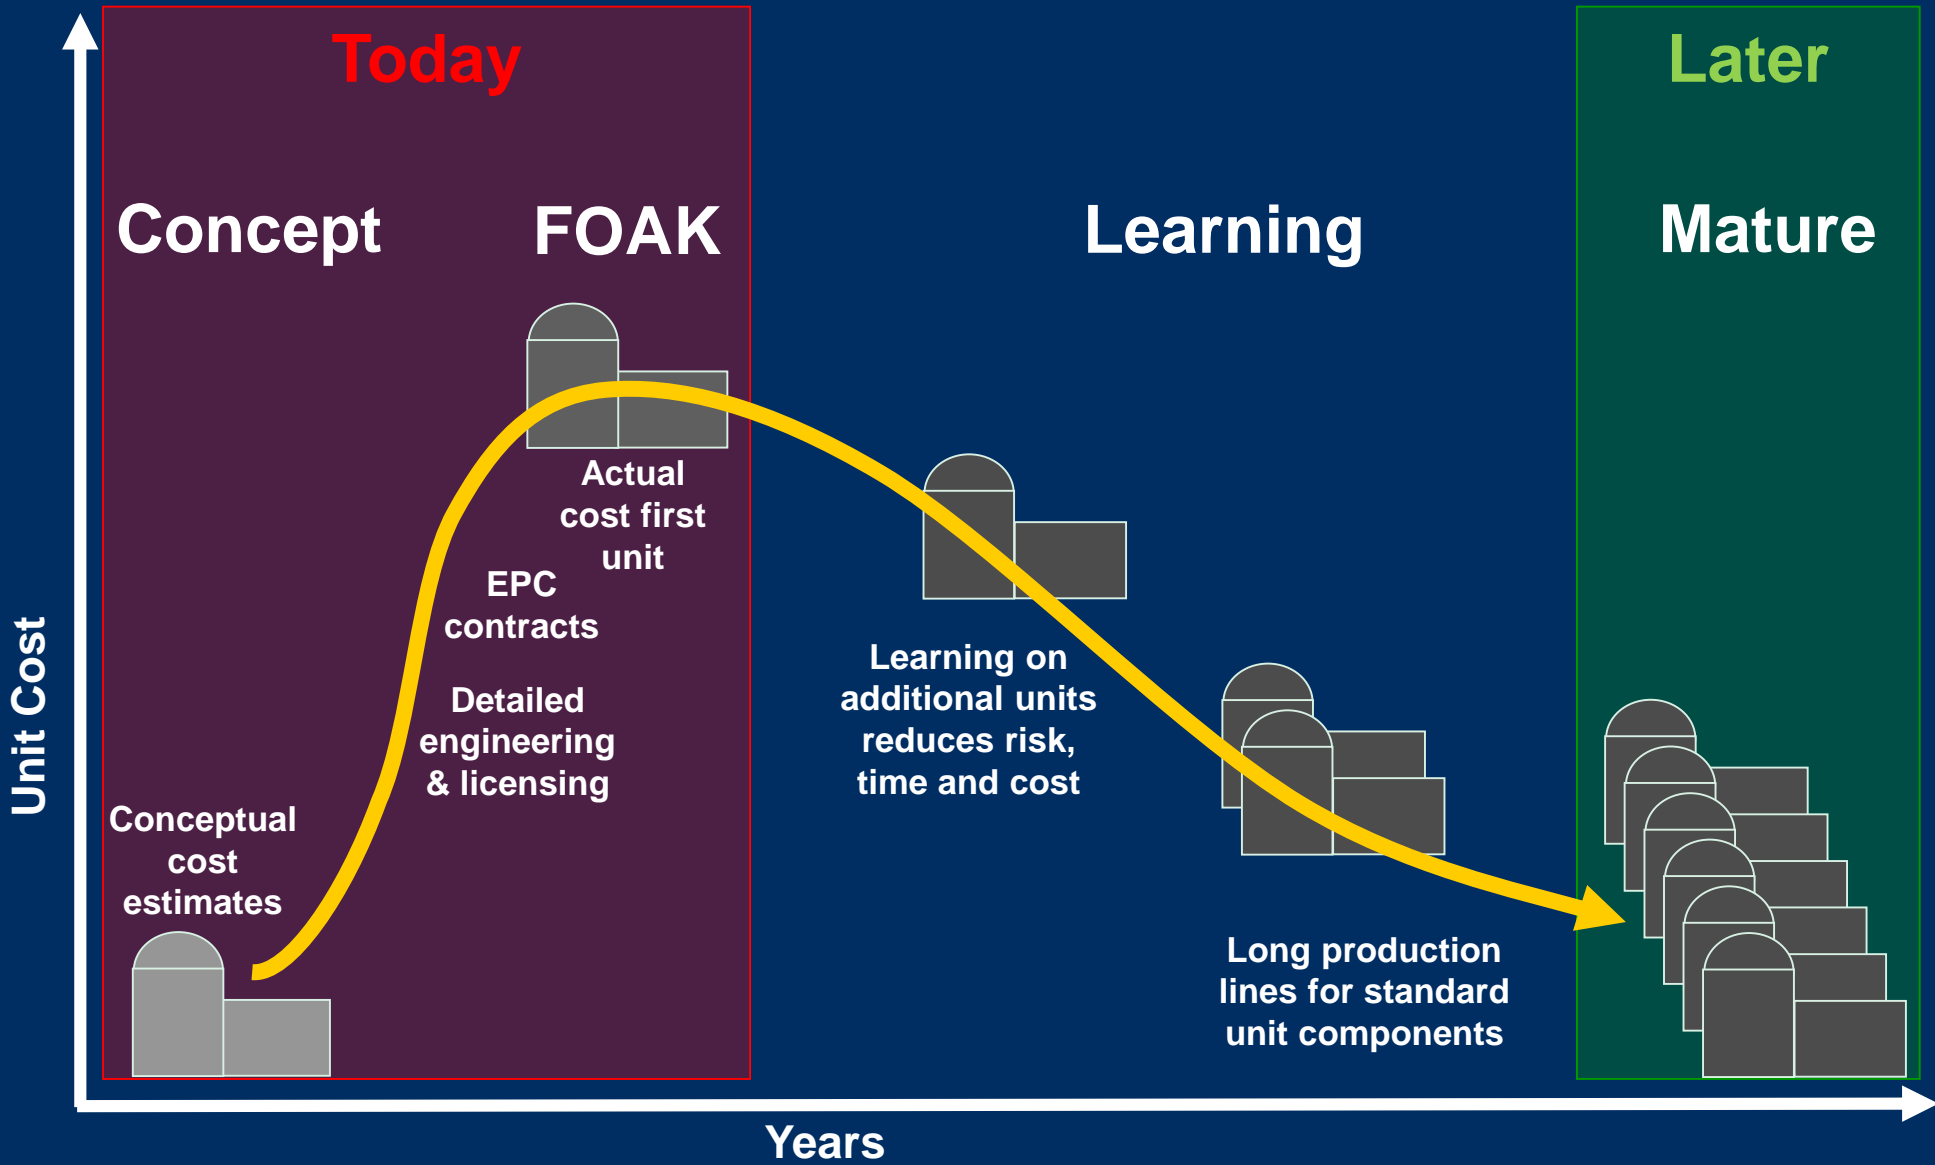 Today
Later
Concept
FOAK
Learning
Mature
Actual
cost first
unit
EPC
contracts
Detailed
engineering
& licensing
Conceptual
cost
estimates
Learning on
additional units
reduces risk,
time and cost
Long production
lines for standard
unit components
Unit Cost
Years